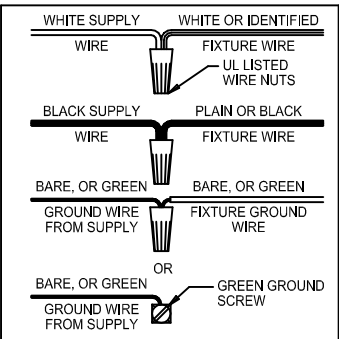 WHITE SUPPLY
WIRE
WHITE OR IDENTIFIED
FIXTURE WIRE
UL LISTED
WIRE NUTS
BLACK SUPPLY
WIRE
PLAIN OR BLACK
FIXTURE WIRE
BARE, OR GREEN
GROUND WIRE
FROM SUPPLY
BARE, OR GREEN
FIXTURE GROUND
WIRE
OR
BARE, OR GREEN
GROUND WIRE
FROM SUPPLY
GREEN GROUND
SCREW